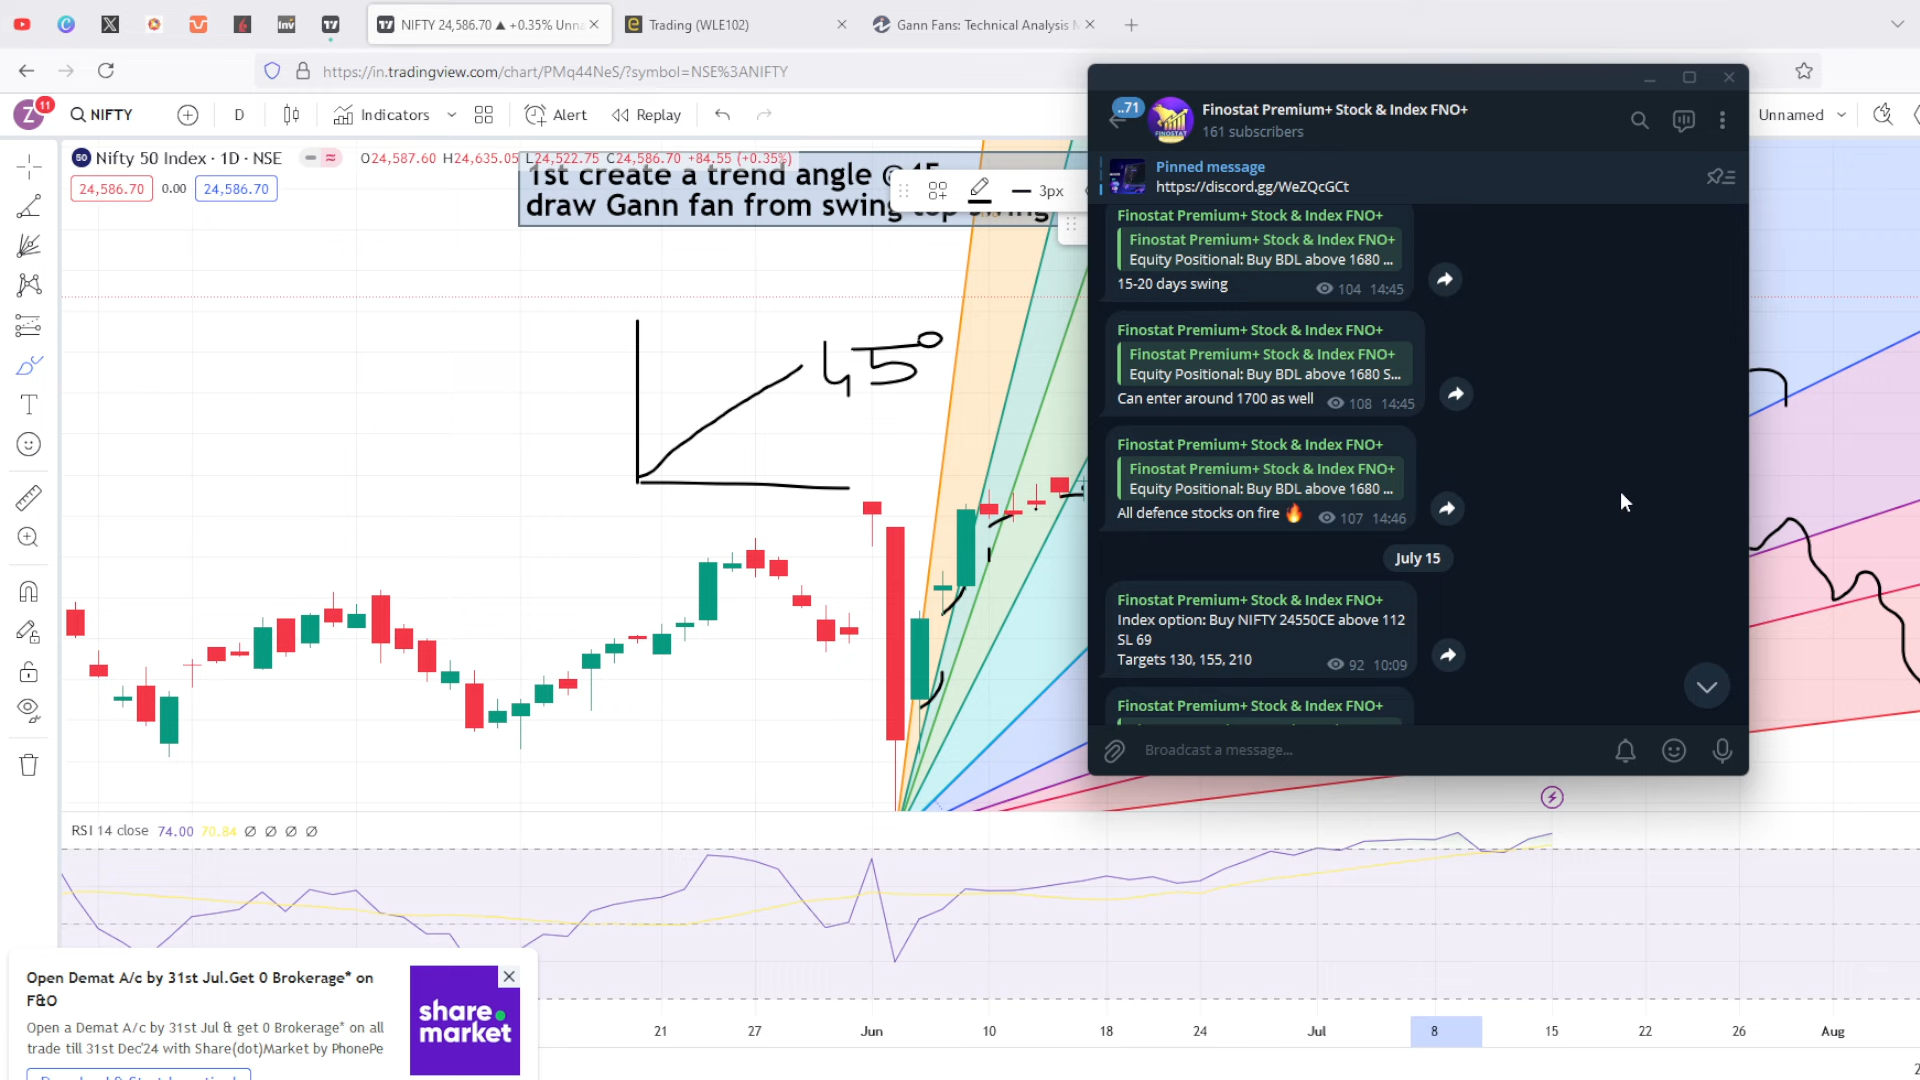 NIFTY 24,586.70 ▲ +0.35% Unna
Trading (WLE102)
Gann Fans: Technical Analysis M
https://in.tradingview.com/chart/PMq44NeS/?symbol=NSE%3ANIFTY
Z 11
NIFTY
D
Indicators
Alert
Replay
Unnamed
50 Nifty 50 Index · 1D · NSE
O24,587.60 H24,635.05 L24,522.75 C24,586.70 +84.55 (+0.35%)
24,586.70 0.00 24,586.70
1st create a trend angle @45
draw Gann fan from swing top swing
3px
45°
..71
Finostat Premium+ Stock & Index FNO+
161 subscribers
FINOSTAT
Pinned message
https://discord.gg/WeZQcGCt
Finostat Premium+ Stock & Index FNO+
Finostat Premium+ Stock & Index FNO+
Equity Positional: Buy BDL above 1680 ...
15-20 days swing
104 14:45
Finostat Premium+ Stock & Index FNO+
Finostat Premium+ Stock & Index FNO+
Equity Positional: Buy BDL above 1680 S...
Can enter around 1700 as well
108 14:45
Finostat Premium+ Stock & Index FNO+
Finostat Premium+ Stock & Index FNO+
Equity Positional: Buy BDL above 1680 ...
All defence stocks on fire 🔥
107 14:46
July 15
Finostat Premium+ Stock & Index FNO+
Index option: Buy NIFTY 24550CE above 112
SL 69
Targets 130, 155, 210
92 10:09
Finostat Premium+ Stock & Index FNO+
Broadcast a message...
RSI 14 close 74.00 70.84 Ø Ø Ø Ø
Open Demat A/c by 31st Jul.Get 0 Brokerage* on
F&O
Open a Demat A/c by 31st Jul & get 0 Brokerage* on all
trade till 31st Dec'24 with Share(dot)Market by PhonePe
share.
market
21 27 Jun 10 18 24 Jul 8 15 22 26 Aug